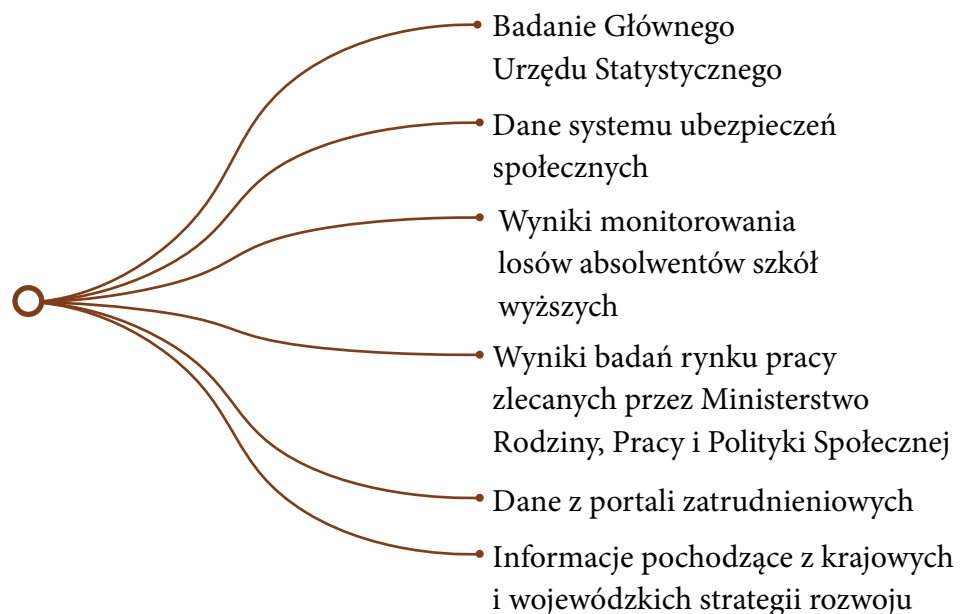 Badanie Głównego
Urzędu Statystycznego
Dane systemu ubezpieczeń
społecznych
Wyniki monitorowania
losów absolwentów szkół
wyższych
Wyniki badań rynku pracy
zlecanych przez Ministerstwo
Rodziny, Pracy i Polityki Społecznej
Dane z portali zatrudnieniowych
Informacje pochodzące z krajowych
i wojewódzkich strategii rozwoju